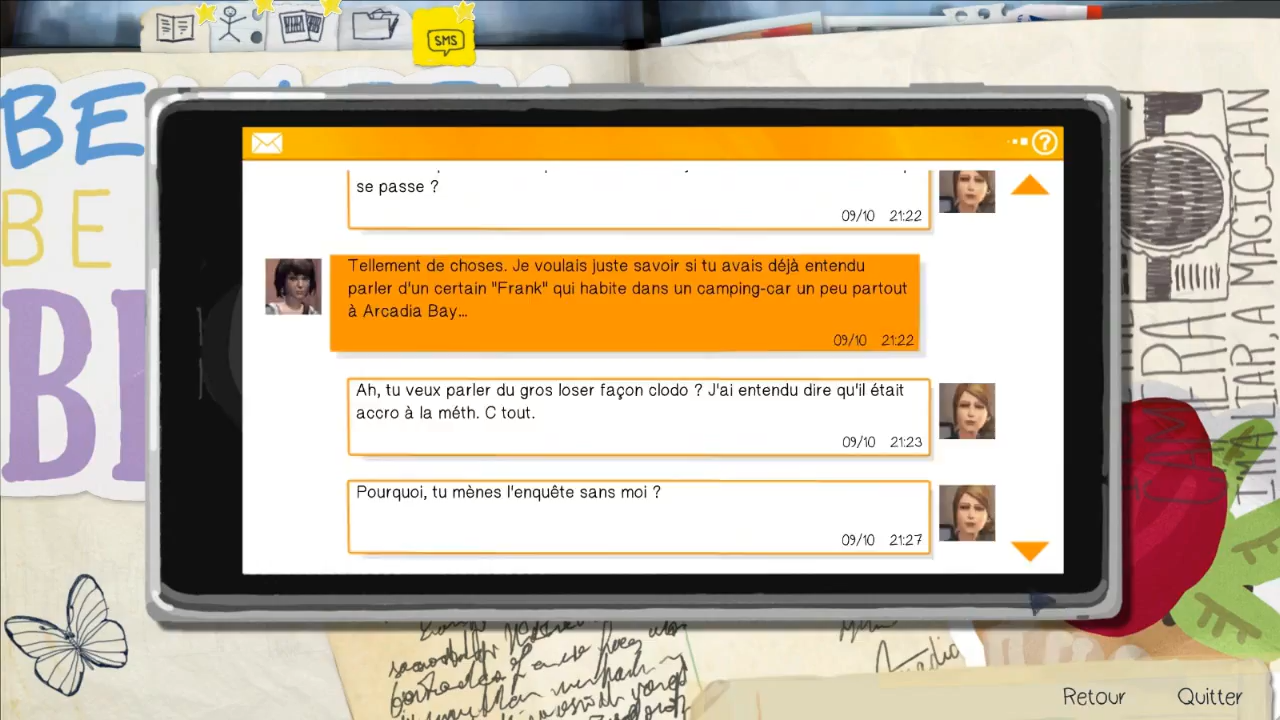 SMS
BE
BE
se passe ?
09/10 21:22
Tellement de choses. Je voulais juste savoir si tu avais déjà entendu
parler d'un certain "Frank" qui habite dans un camping-car un peu partout
à Arcadia Bay...
09/10 21:22
Ah, tu veux parler du gros loser façon clodo ? J'ai entendu dire qu'il était
accro à la méth. C tout.
09/10 21:23
Pourquoi, tu mènes l'enquête sans moi ?
09/10 21:27
CAMERA
A MAGICIAN
Retour Quitter